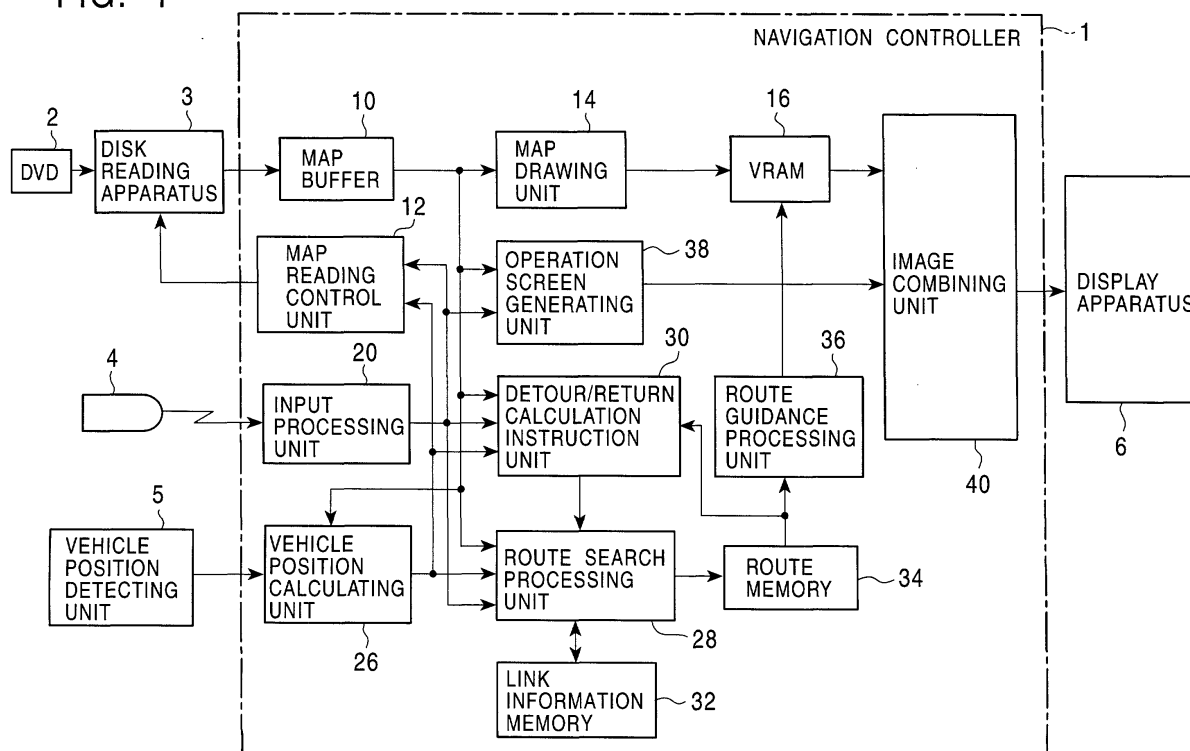 FIG. 1
NAVIGATION CONTROLLER
1
2
DVD
3
DISK
READING
APPARATUS
10
MAP
BUFFER
14
MAP
DRAWING
UNIT
16
VRAM
12
MAP
READING
CONTROL
UNIT
38
OPERATION
SCREEN
GENERATING
UNIT
IMAGE
COMBINING
UNIT
40
DISPLAY
APPARATUS
6
4
20
INPUT
PROCESSING
UNIT
30
DETOUR/RETURN
CALCULATION
INSTRUCTION
UNIT
36
ROUTE
GUIDANCE
PROCESSING
UNIT
5
VEHICLE
POSITION
DETECTING
UNIT
VEHICLE
POSITION
CALCULATING
UNIT
26
ROUTE SEARCH
PROCESSING
UNIT
28
ROUTE
MEMORY
34
LINK
INFORMATION
MEMORY
32